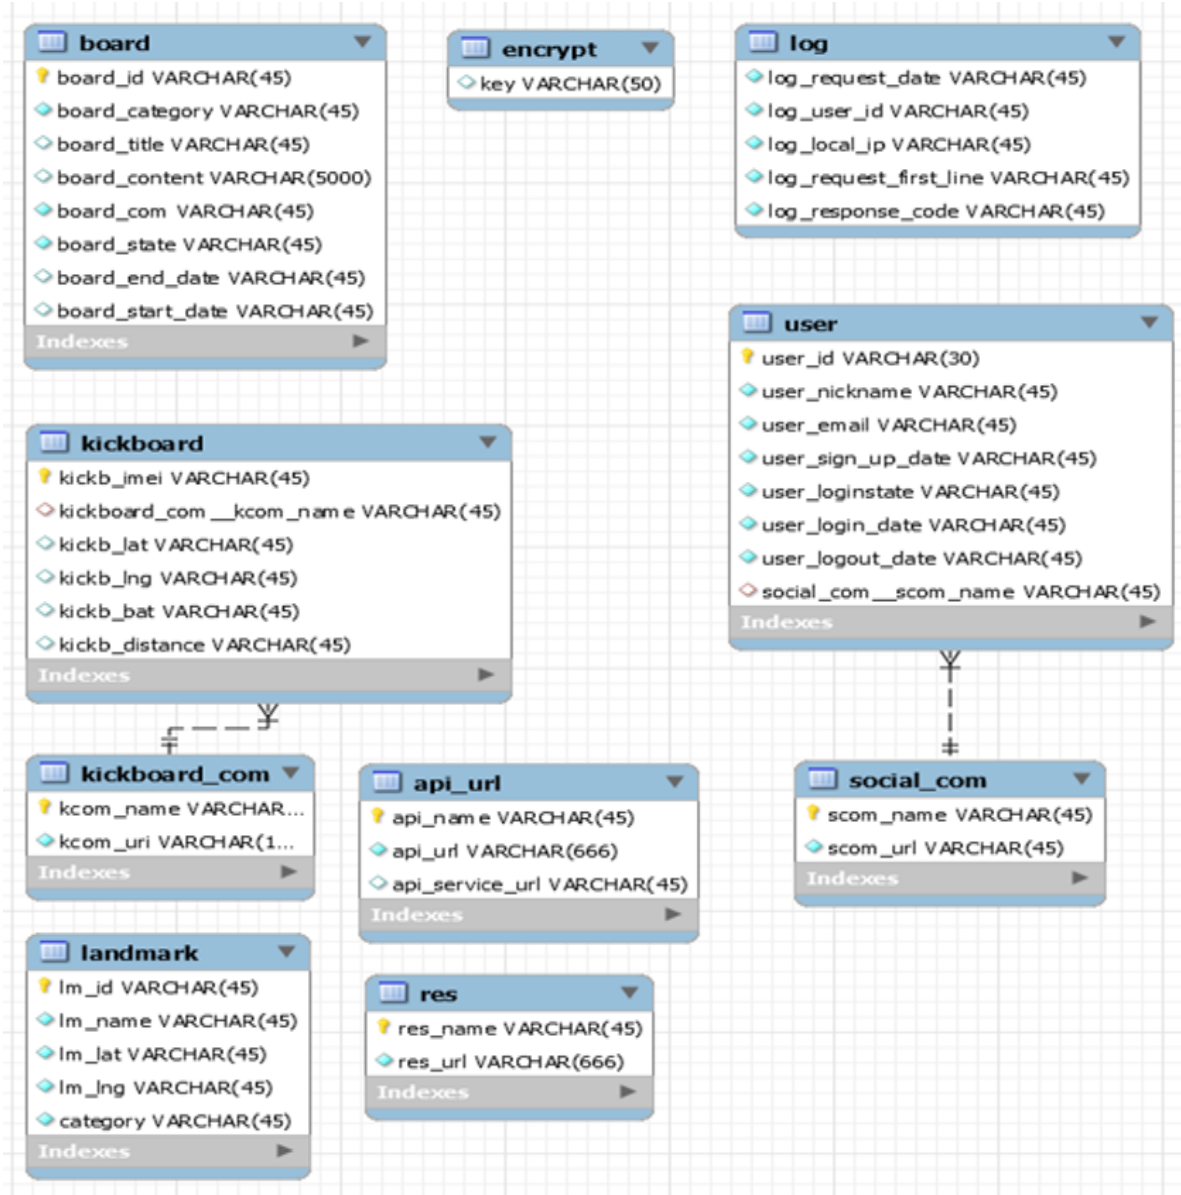 board
board_id VARCHAR(45)
board_category VARCHAR(45)
board_title VARCHAR(45)
board_content VARCHAR(5000)
board_com VARCHAR(45)
board_state VARCHAR(45)
board_end_date VARCHAR(45)
board_start_date VARCHAR(45)
Indexes
encrypt
key VARCHAR(50)
log
log_request_date VARCHAR(45)
log_user_id VARCHAR(45)
log_local_ip VARCHAR(45)
log_request_first_line VARCHAR(45)
log_response_code VARCHAR(45)
user
user_id VARCHAR(30)
user_nickname VARCHAR(45)
user_email VARCHAR(45)
user_sign_up_date VARCHAR(45)
user_loginstate VARCHAR(45)
user_login_date VARCHAR(45)
user_logout_date VARCHAR(45)
social_com__scom_name VARCHAR(45)
Indexes
kickboard
kickb_imei VARCHAR(45)
kickboard_com__kcom_name VARCHAR(45)
kickb_lat VARCHAR(45)
kickb_lng VARCHAR(45)
kickb_bat VARCHAR(45)
kickb_distance VARCHAR(45)
Indexes
kickboard_com
kcom_name VARCHAR...
kcom_uri VARCHAR(1...
Indexes
api_url
api_name VARCHAR(45)
api_url VARCHAR(666)
api_service_url VARCHAR(45)
Indexes
social_com
scom_name VARCHAR(45)
scom_url VARCHAR(45)
Indexes
landmark
lm_id VARCHAR(45)
lm_name VARCHAR(45)
lm_lat VARCHAR(45)
lm_lng VARCHAR(45)
category VARCHAR(45)
Indexes
res
res_name VARCHAR(45)
res_url VARCHAR(666)
Indexes